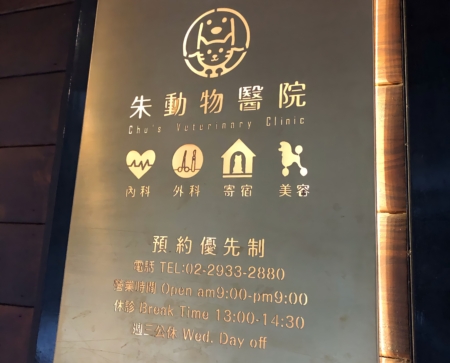 朱動物醫院
Chu's Veterinary Clinic
內科 外科 寄宿 美容
預約優先制
電話 TEL:02-2933-2880
營業時間 Open am9:00-pm9:00
休診 Break Time 13:00-14:30
週三公休 Wed. Day off